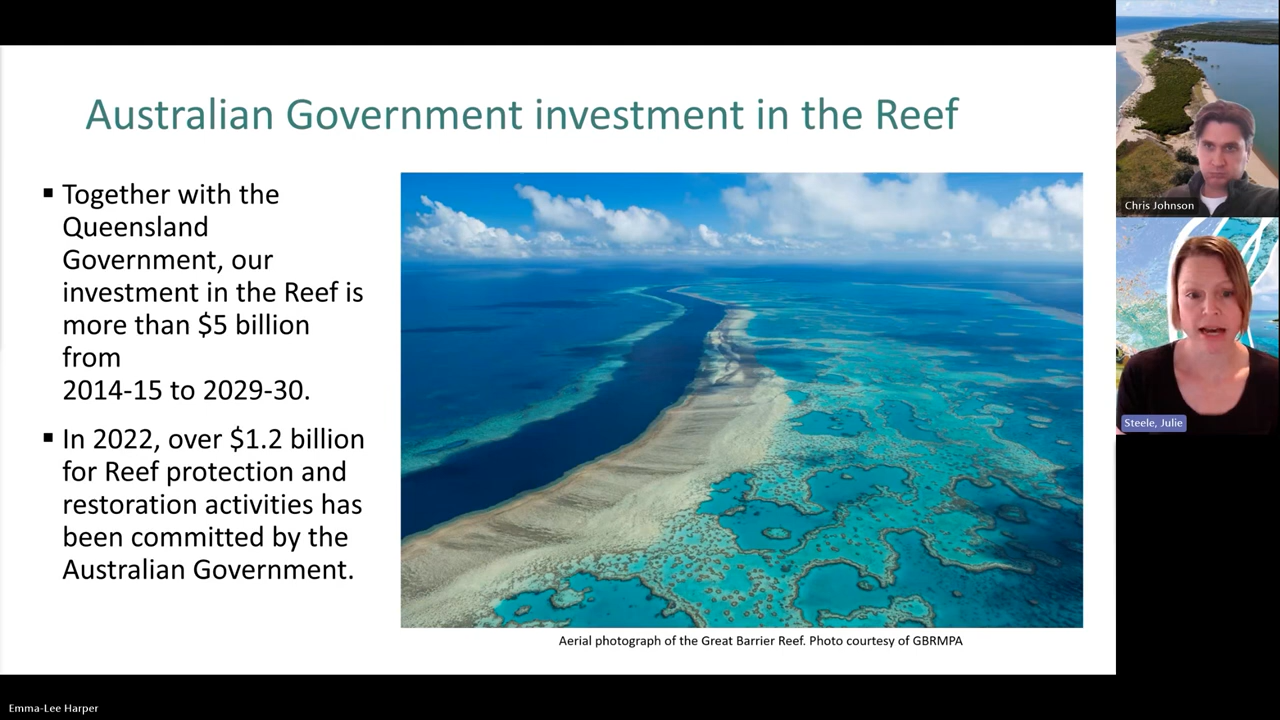 Australian Government investment in the Reef
▪ Together with the
Queensland
Government, our
investment in the Reef is
more than $5 billion
from
2014-15 to 2029-30.
▪ In 2022, over $1.2 billion
for Reef protection and
restoration activities has
been committed by the
Australian Government.
Aerial photograph of the Great Barrier Reef. Photo courtesy of GBRMPA
Chris Johnson
Steele, Julie
Emma-Lee Harper